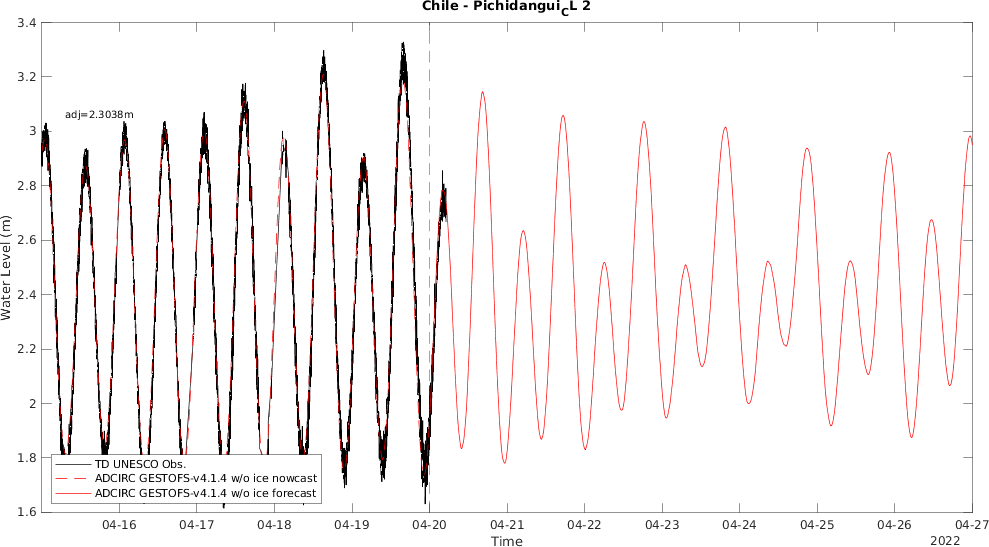 Chile - PichidanguiCL 2
3.4
3.2
adj=2.3038m
3
2.8
2.6
2.4
2.2
2
1.8
1.6
Water Level (m)
TD UNESCO Obs.
ADCIRC GESTOFS-v4.1.4 w/o ice nowcast
ADCIRC GESTOFS-v4.1.4 w/o ice forecast
04-16 04-17 04-18 04-19 04-20 04-21 04-22 04-23 04-24 04-25 04-26 04-27
Time
2022